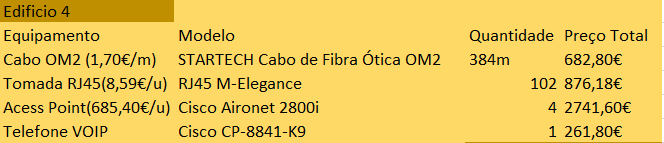 Edificio 4
Equipamento Modelo Quantidade Preço Total
Cabo OM2 (1,70€/m) STARTECH Cabo de Fibra Ótica OM2 384m 682,80€
Tomada RJ45(8,59€/u) RJ45 M-Elegance 102 876,18€
Acess Point(685,40€/u) Cisco Aironet 2800i 4 2741,60€
Telefone VOIP Cisco CP-8841-K9 1 261,80€